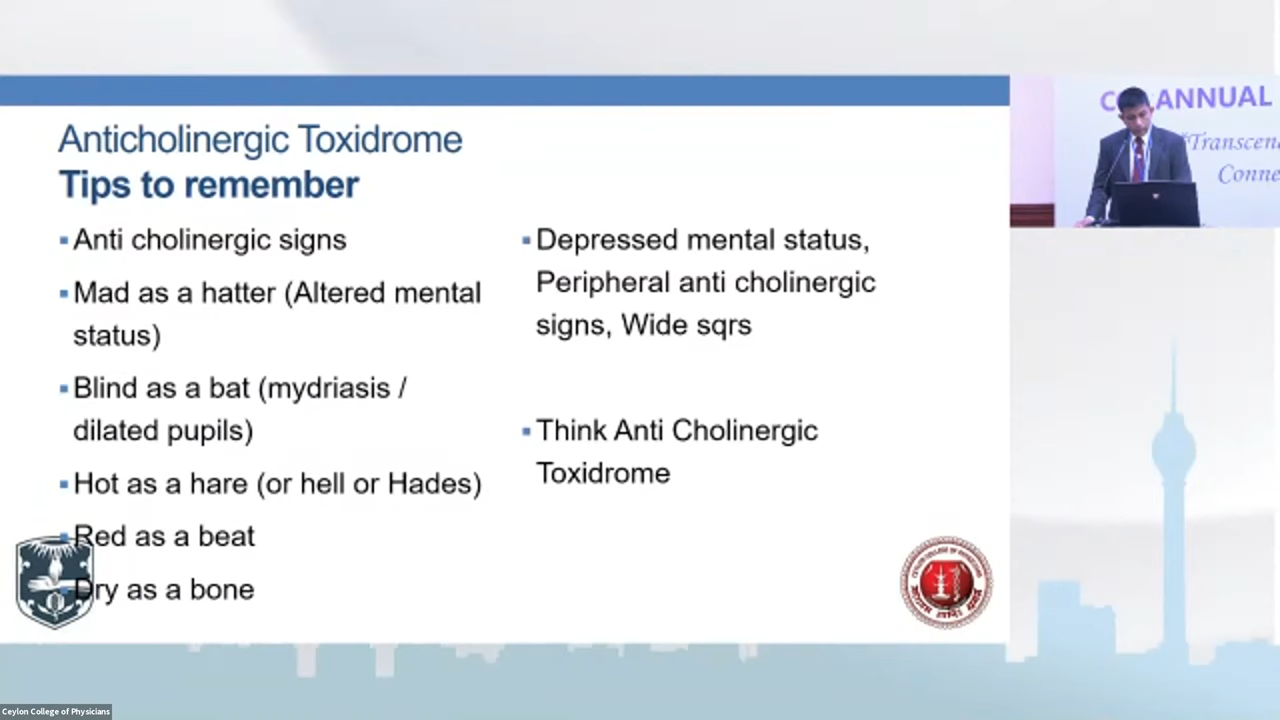 Anticholinergic Toxidrome
Tips to remember
Anti cholinergic signs
Mad as a hatter (Altered mental
status)
Blind as a bat (mydriasis /
dilated pupils)
Hot as a hare (or hell or Hades)
Red as a beat
Dry as a bone
Depressed mental status,
Peripheral anti cholinergic
signs, Wide sqrs
Think Anti Cholinergic
Toxidrome
ANNUAL
"Transcen
Conne
Ceylon College of Physicians